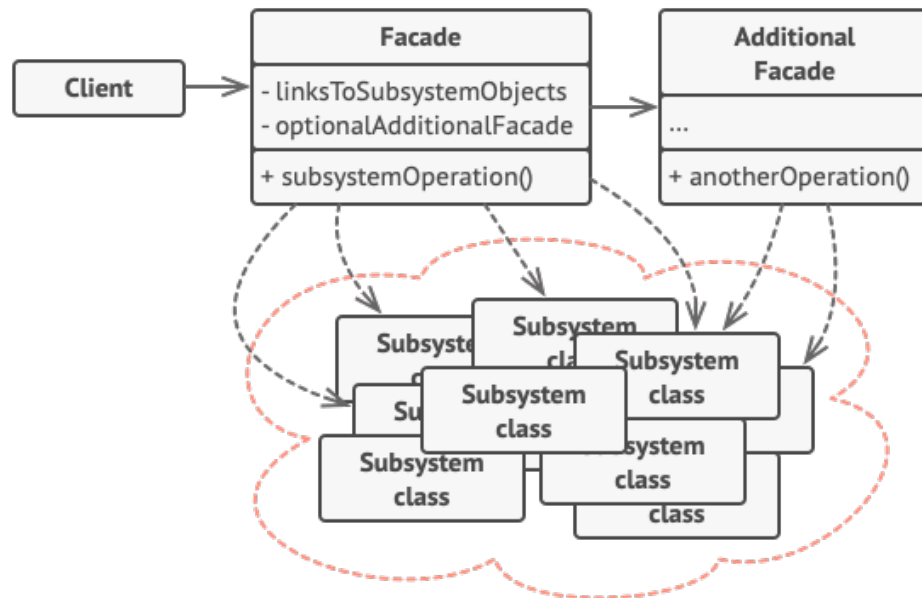 Client
Facade
- linksToSubsystemObjects
- optionalAdditionalFacade
+ subsystemOperation()
Additional
Facade
...
+ anotherOperation()
Subsystem
class
Subsystem
class
Subsystem
class
Subsystem
class
Subsystem
class
class